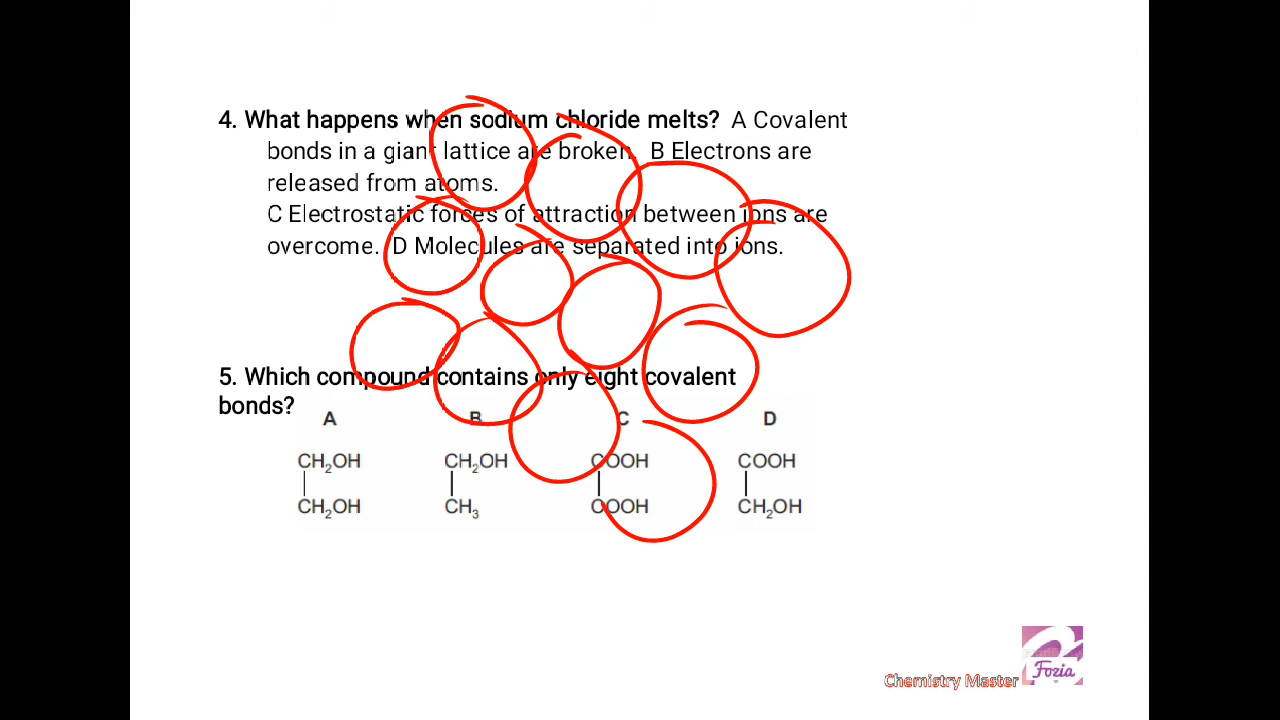 4. What happens when sodium chloride melts? A Covalent
bonds in a giant lattice are broken. B Electrons are
released from atoms.
C Electrostatic forces of attraction between ions are
overcome. D Molecules are separated into ions.
5. Which compound contains only eight covalent
bonds?
A B C D
CH₂OH CH₂OH COOH COOH
CH₂OH CH₃ COOH CH₂OH
Chemistry Master
Fozia